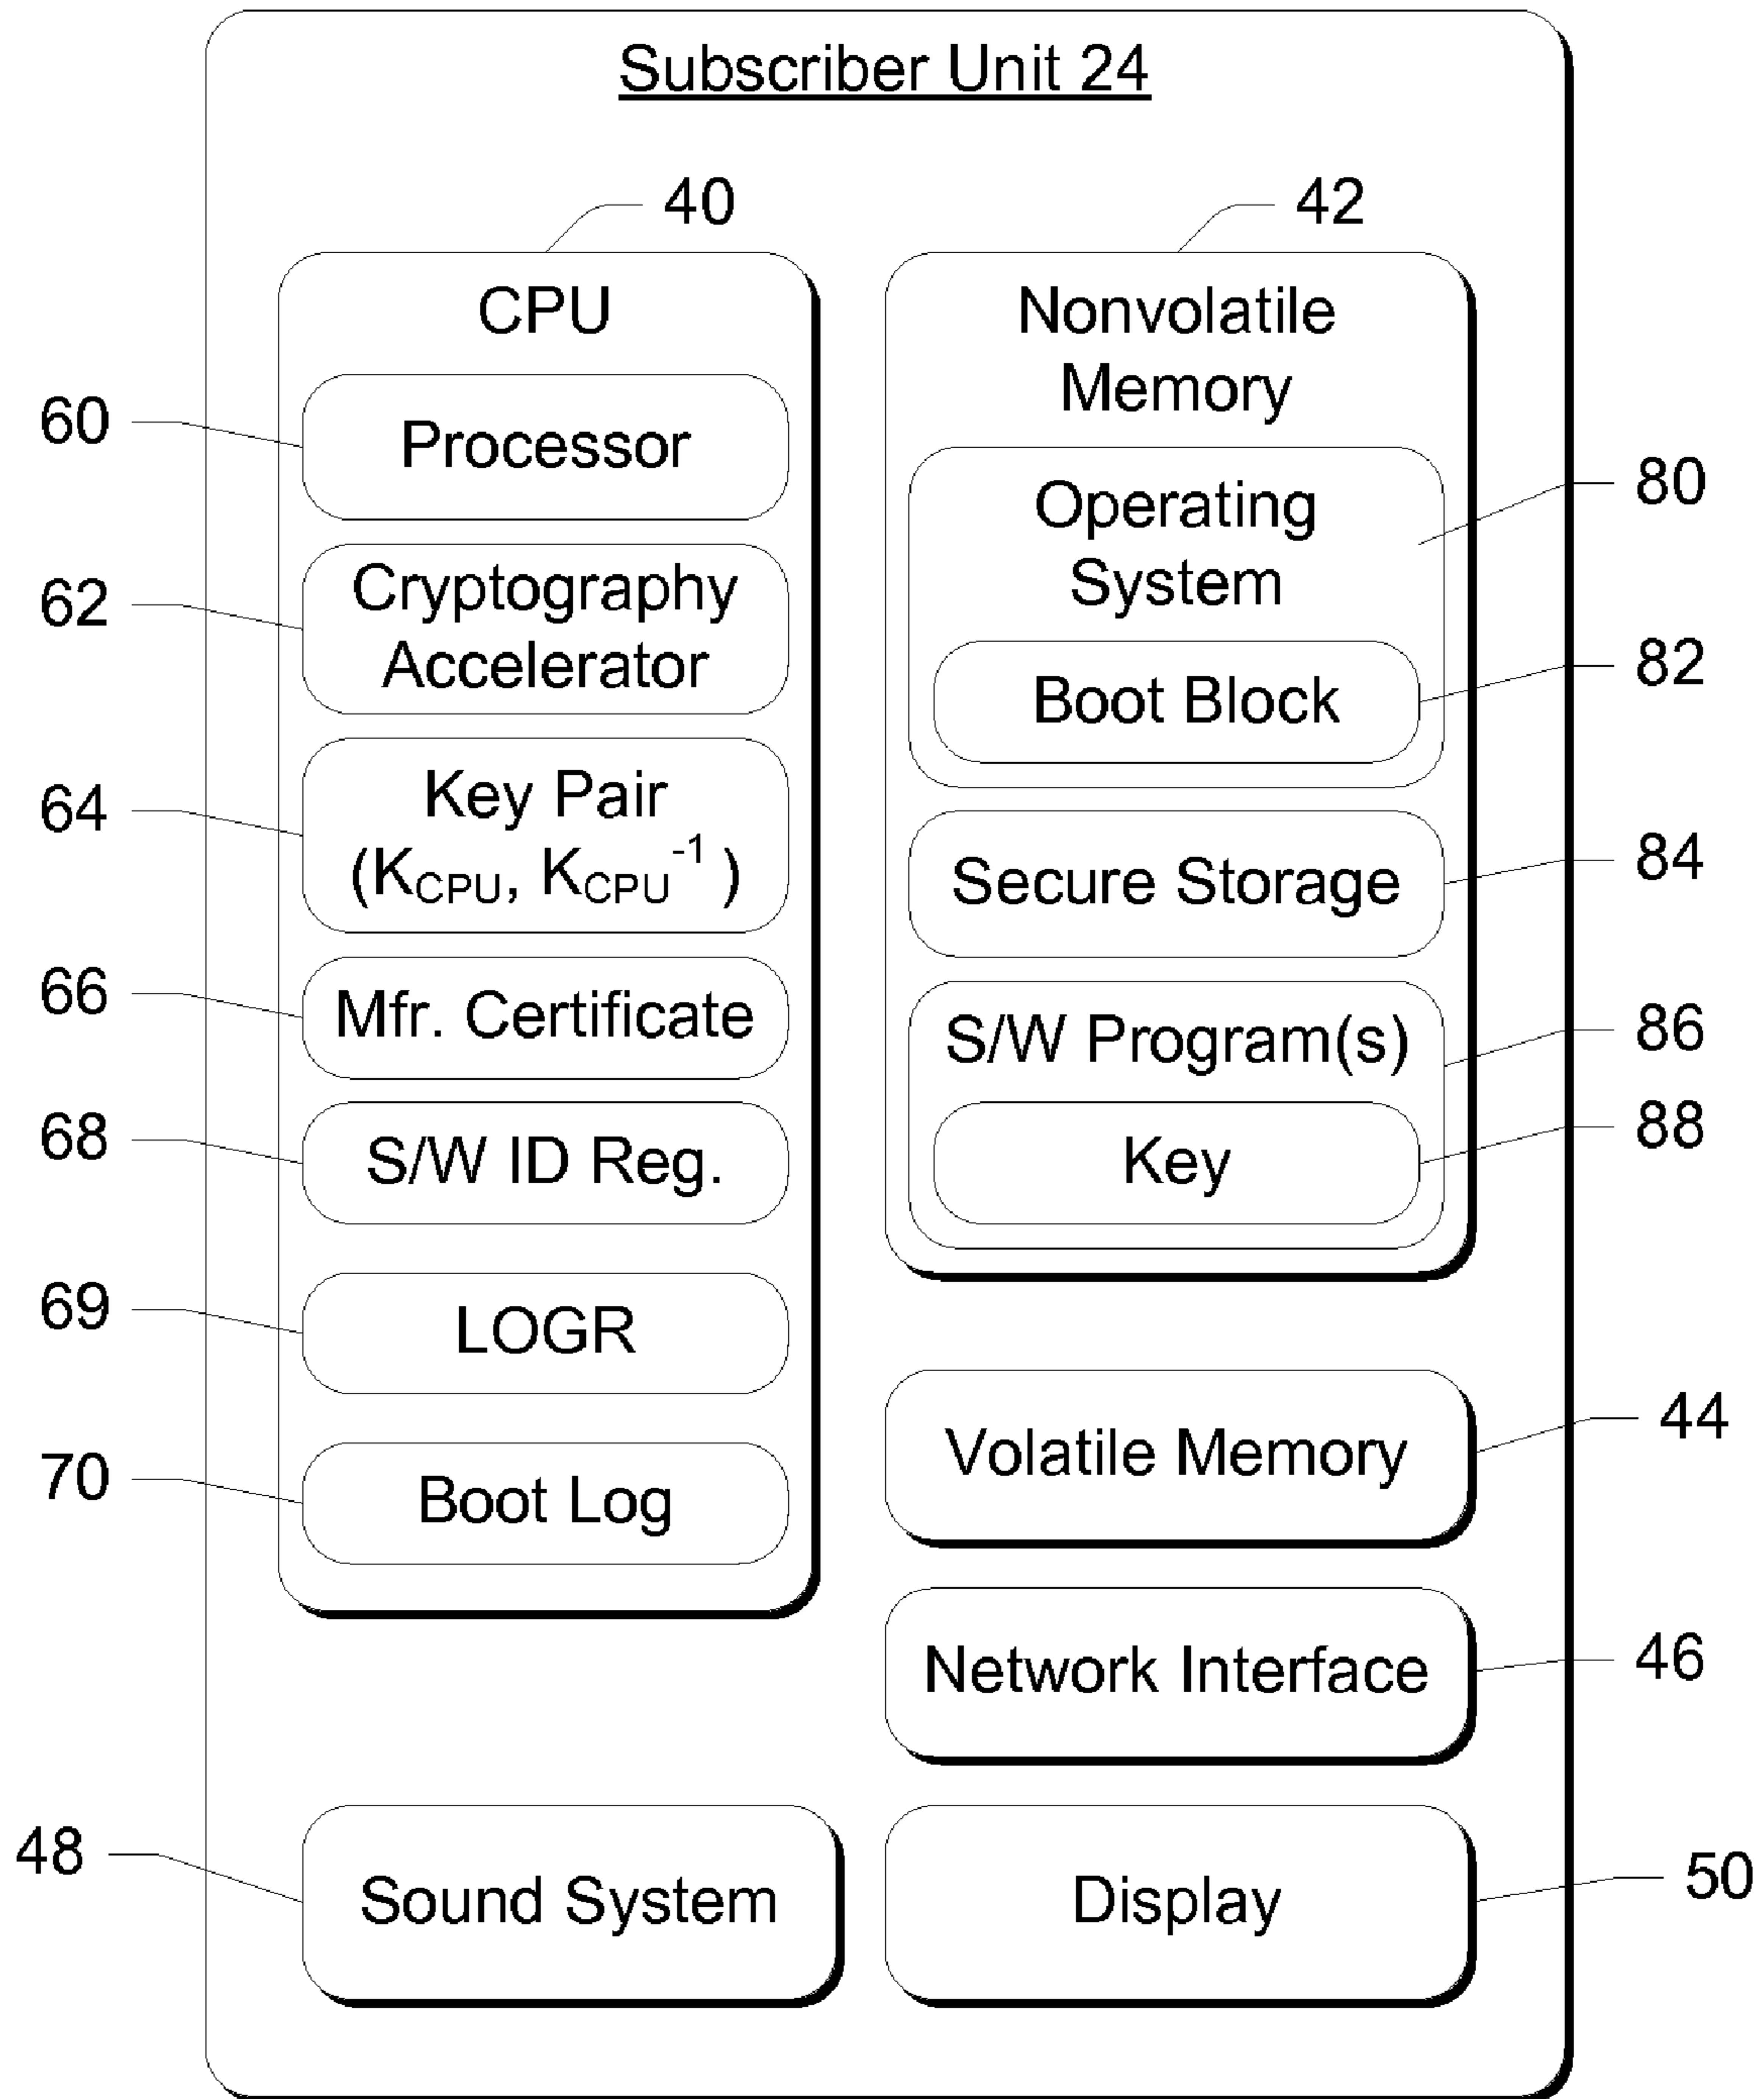 Subscriber Unit 24
40
CPU
60
Processor
62
Cryptography
Accelerator
64
Key Pair
(K_CPU, K_CPU^-1 )
66
Mfr. Certificate
68
S/W ID Reg.
69
LOGR
70
Boot Log
42
Nonvolatile
Memory
80
Operating
System
82
Boot Block
84
Secure Storage
86
S/W Program(s)
88
Key
44
Volatile Memory
46
Network Interface
48
Sound System
50
Display